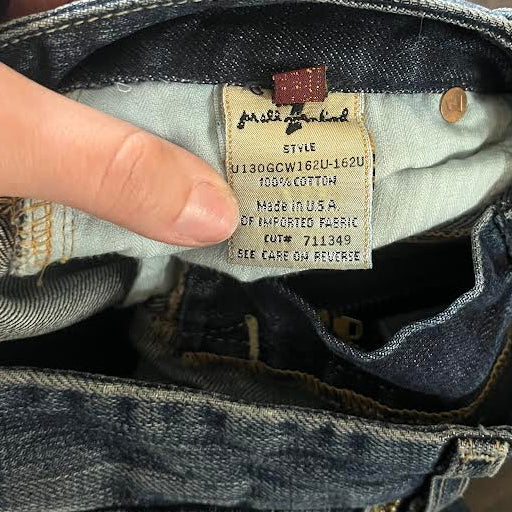 7
for all mankind
STYLE
U130GCW162U-162U
100% COTTON
Made in U.S.A.
OF IMPORTED FABRIC
CUT# 711349
SEE CARE ON REVERSE